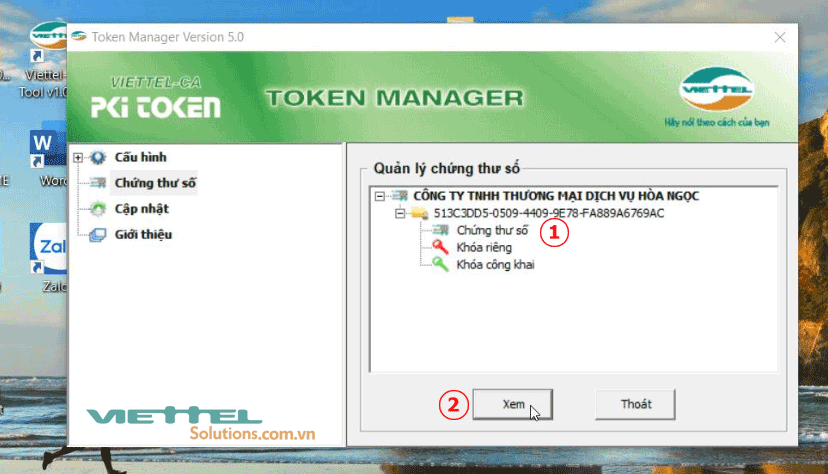 Token Manager Version 5.0
Viettel-
Tool v1.0
VIETTEL-CA
PKI TOKEN
TOKEN MANAGER
VIETTEL
Hãy nói theo cách của bạn
W
Word
Zal
Zalo
Cấu hình
Chứng thư số
Cập nhật
Giới thiệu
Quản lý chứng thư số
CÔNG TY TNHH THƯƠNG MẠI DỊCH VỤ HÒA NGỌC
513C3DD5-0509-4409-9E78-FA889A6769AC
Chứng thư số
1
Khóa riêng
Khóa công khai
2
Xem
Thoát
VIETTEL
Solutions.com.vn